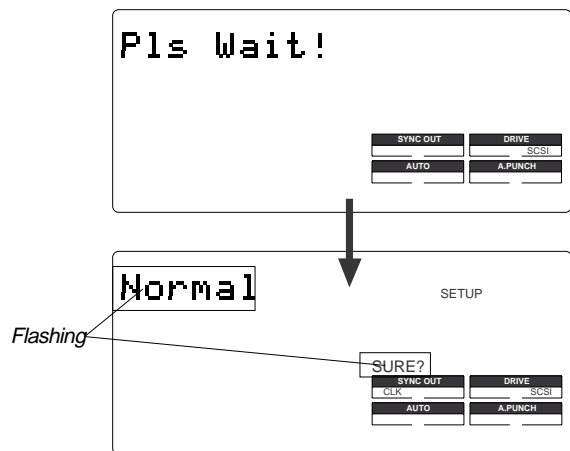 Pls Wait!
SYNC OUT DRIVE
SCSI
AUTO A.PUNCH
Normal
SETUP
Flashing
SURE?
SYNC OUT DRIVE
CLK SCSI
AUTO A.PUNCH